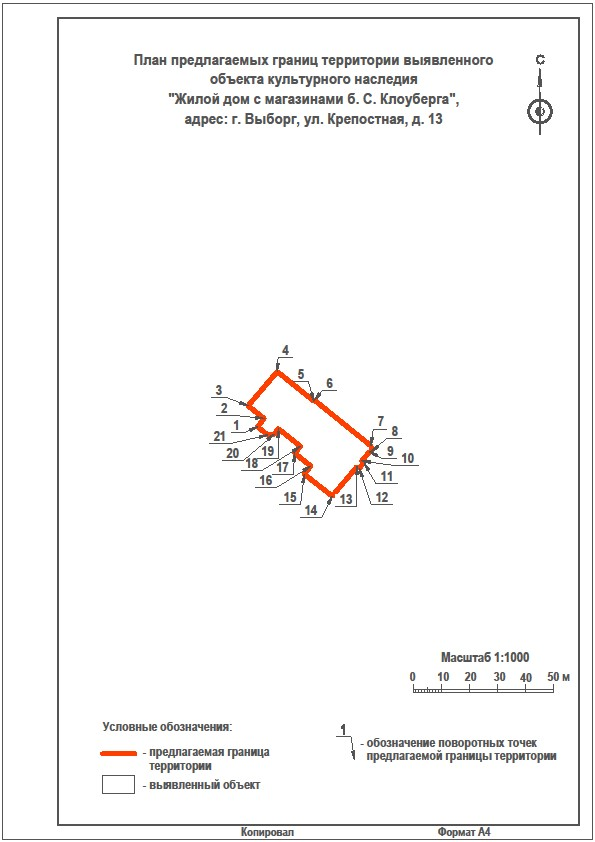 План предлагаемых границ территории выявленного
объекта культурного наследия
"Жилой дом с магазинами б. С. Клоуберга",
адрес: г. Выборг, ул. Крепостная, д. 13
С
4
5
6
3
2
1
21
20
19
18
17
16
15
14
13
7
8
9
10
11
12
Масштаб 1:1000
0 10 20 30 40 50 м
Условные обозначения:
- предлагаемая граница
территории
- выявленный объект
1
- обозначение поворотных точек
предлагаемой границы территории
Копировал Формат А4